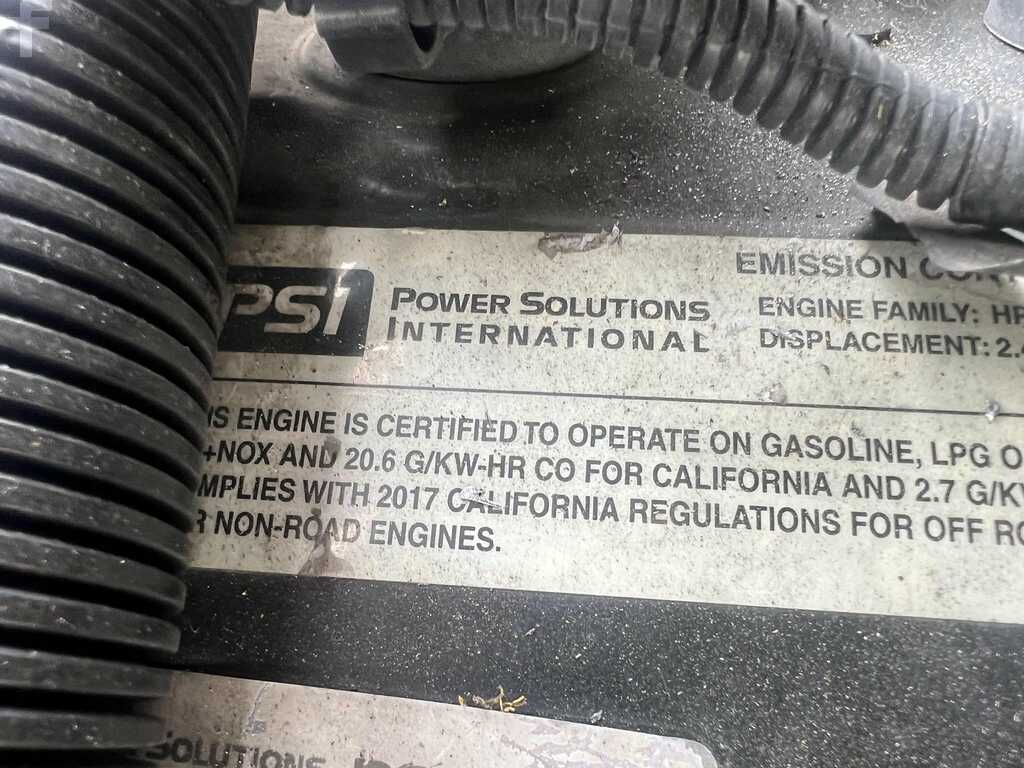 F
PSI
POWER SOLUTIONS
INTERNATIONAL
EMISSION
ENGINE FAMILY:
DISPLACEMENT: 2.
IS ENGINE IS CERTIFIED TO OPERATE ON GASOLINE, LPG O
+NOX AND 20.6 G/KW-HR CO FOR CALIFORNIA AND 2.7 G/K
MPLIES WITH 2017 CALIFORNIA REGULATIONS FOR OFF RO
R NON-ROAD ENGINES.
SOLUTIONS